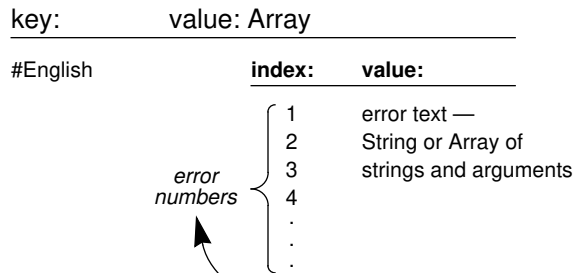 key: value: Array
#English index: value:
1 error text —
2 String or Array of
3 strings and arguments
4
.
.
.
error
numbers